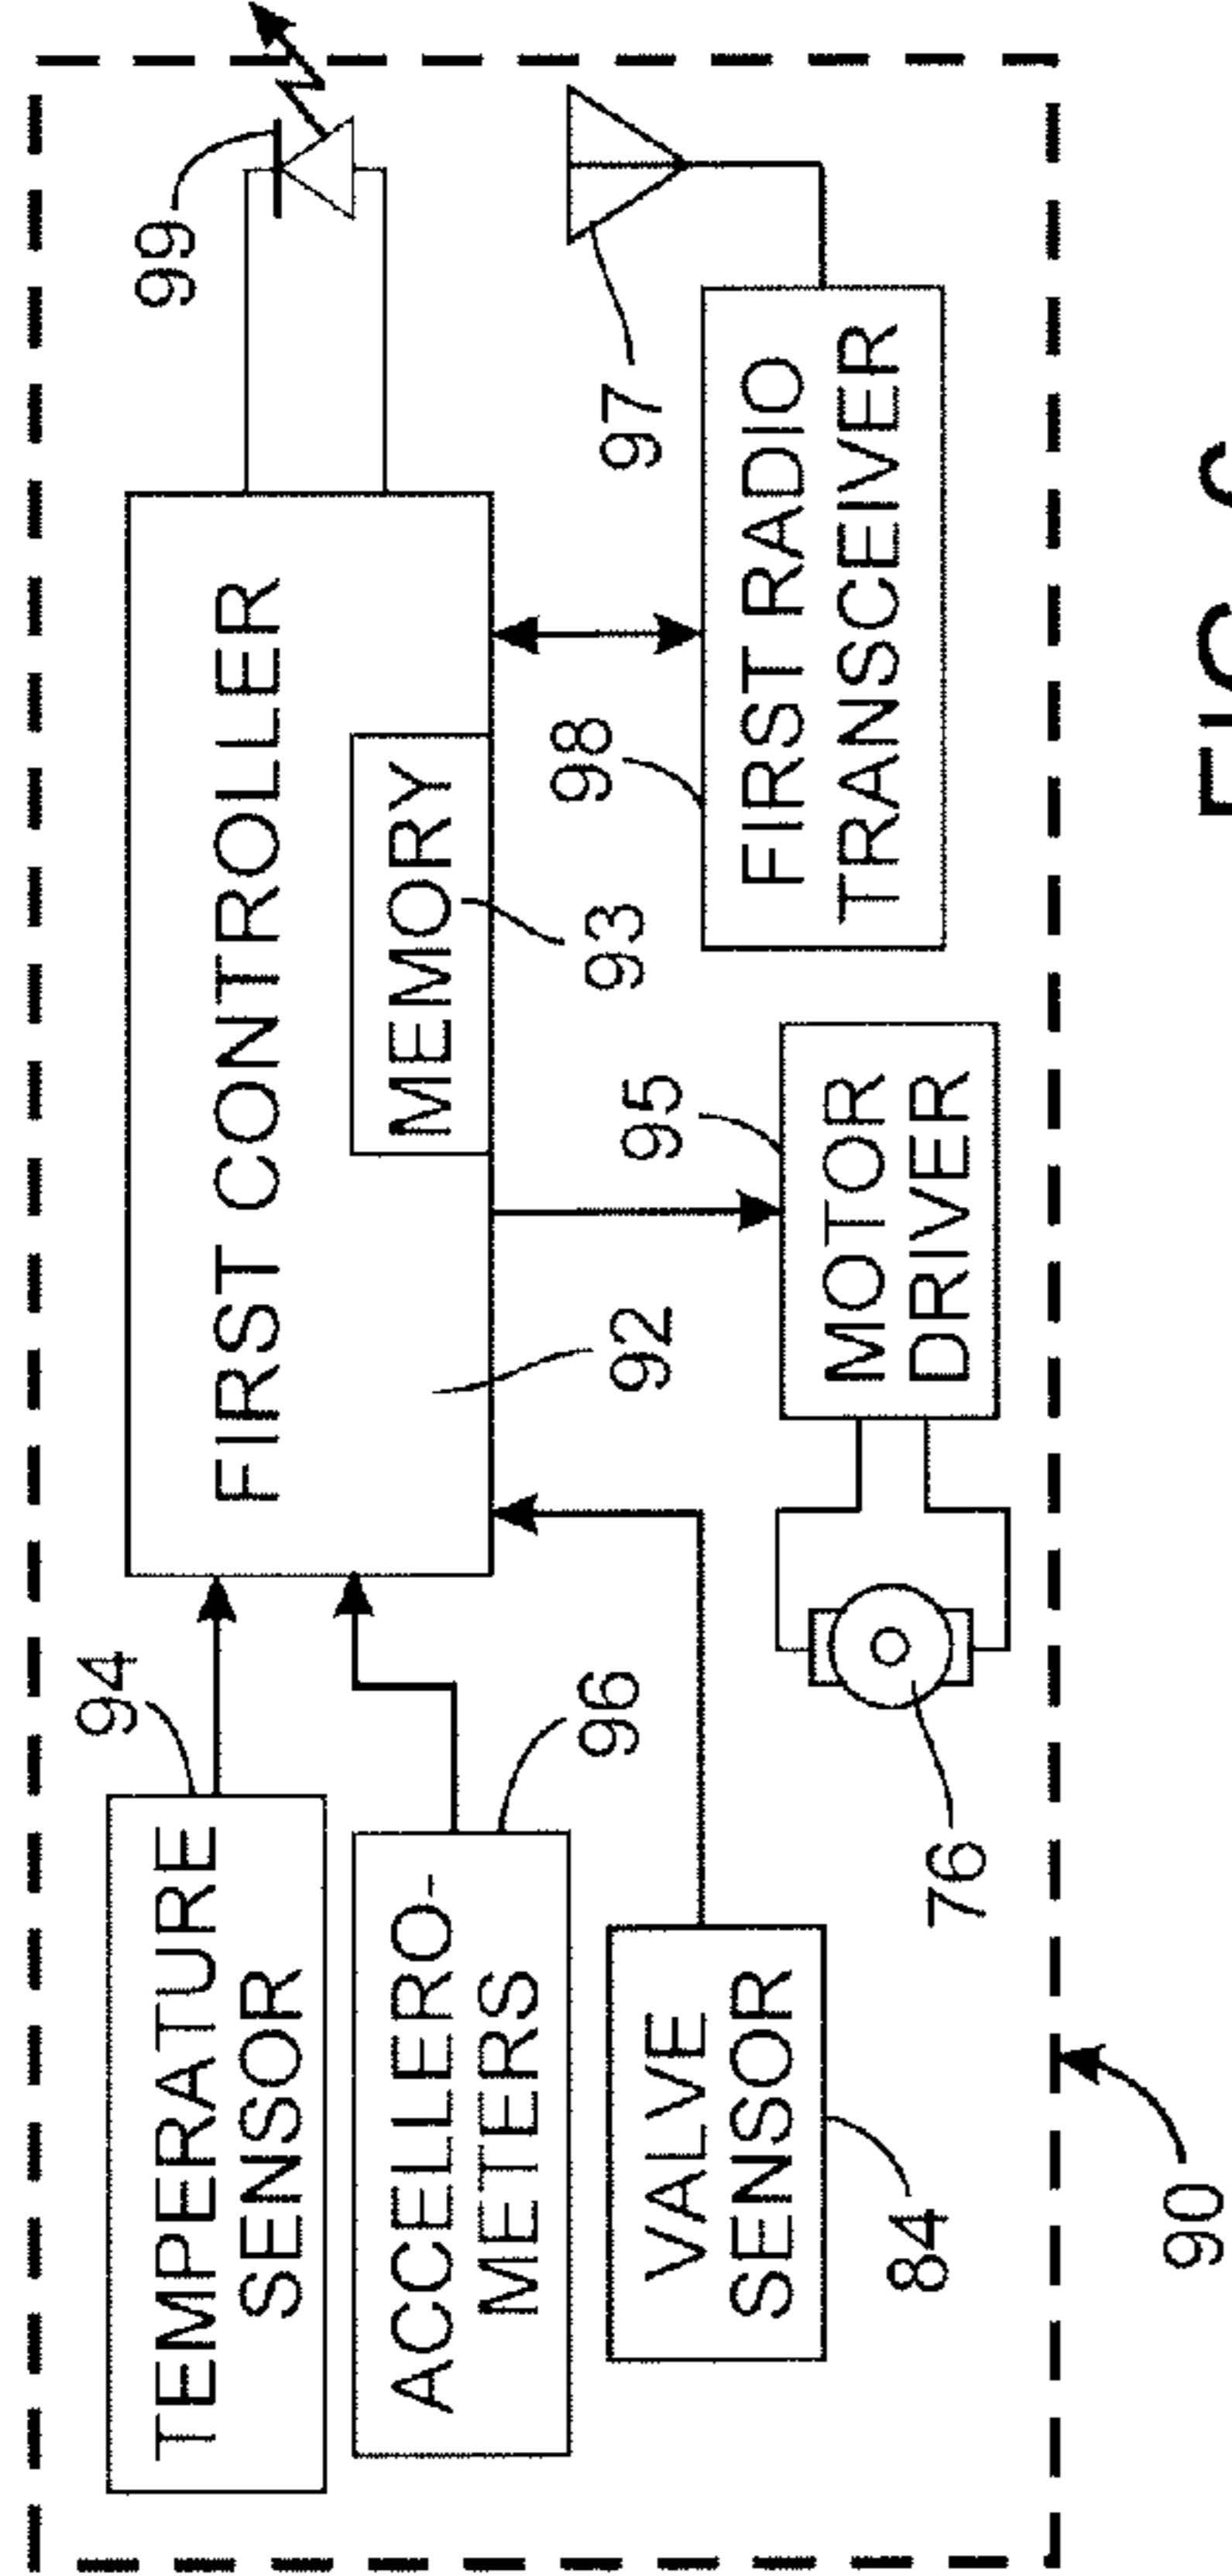 TEMPERATURE
SENSOR
94
ACCELLERO-
METERS
96
VALVE
SENSOR
84
90
FIRST CONTROLLER
MEMORY
92
93
99
76
MOTOR
DRIVER
95
98
FIRST RADIO
TRANSCEIVER
97